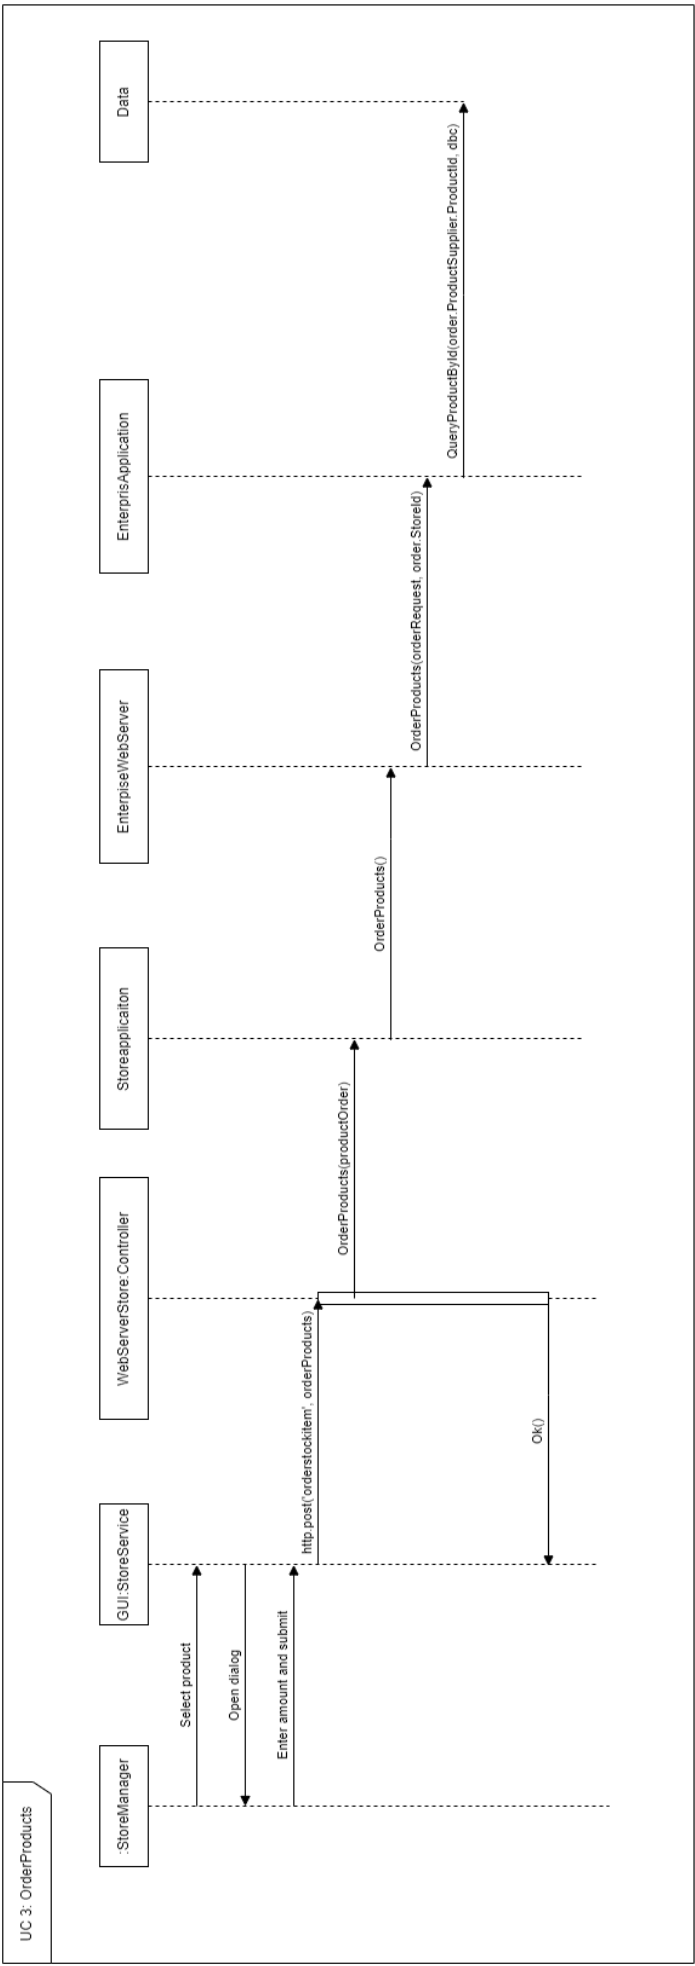 UC 3: OrderProducts
:StoreManager
GUI:StoreService
WebServerStore:Controller
Storeapplicaiton
EnterpiseWebServer
EnterprisApplication
Data
Select product
Open dialog
Enter amount and submit
http.post('orderstockitem', orderProducts)
OrderProducts(productOrder)
OrderProducts()
OrderProducts(orderRequest, order.StoreId)
QueryProductById(order.ProductSupplier.ProductId, dbc)
Ok()